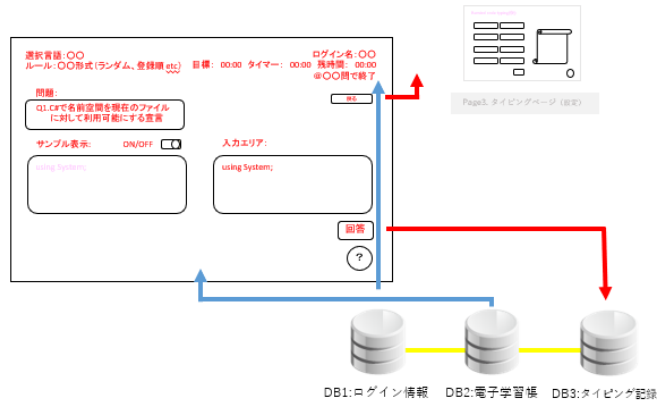 選択言語:〇〇
ログイン名:〇〇
ルール:〇〇形式(ランダム、登録順 etc)
目標: 00:00 タイマー: 00:00 残時間: 00:00
@〇〇問で終了
問題:
戻る
Q1.C#で名前空間を現在のファイル
に対して利用可能にする宣言
サンプル表示: ON/OFF
入力エリア:
using System;
using System;
回答
?
Page3. タイピングページ (設定)
DB1:ログイン情報
DB2:電子学習帳
DB3:タイピング記録